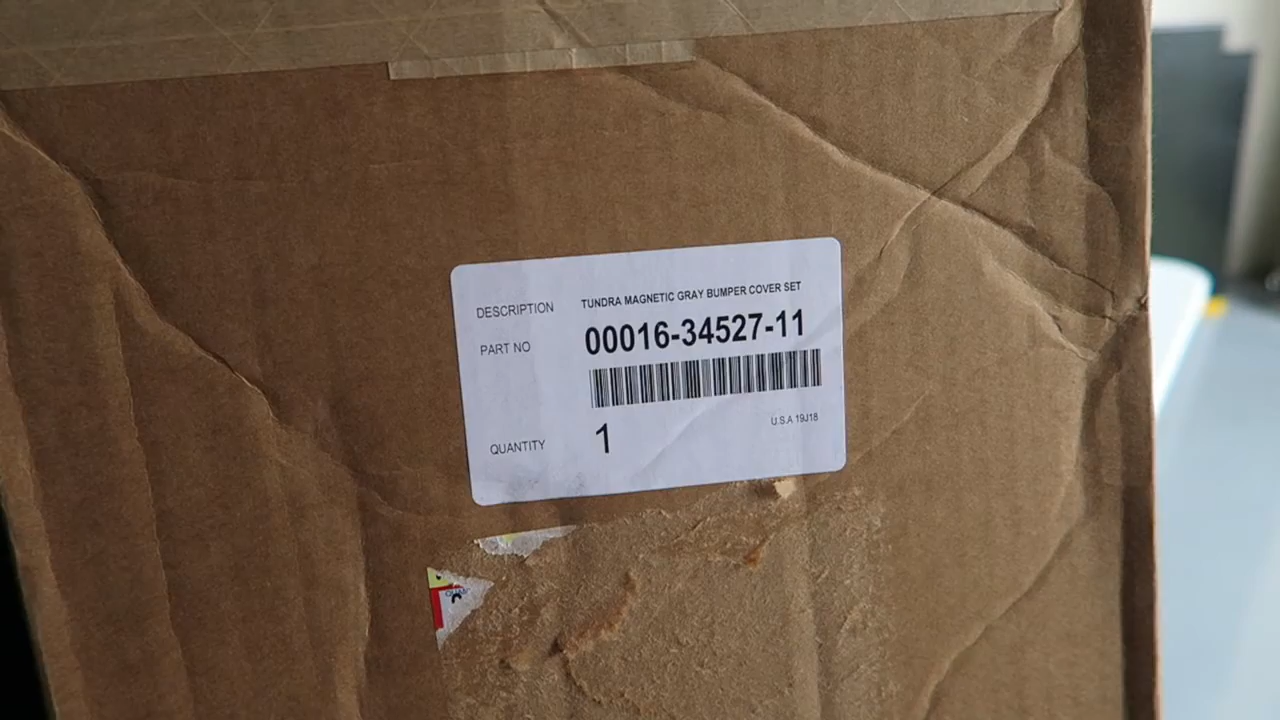 DESCRIPTION TUNDRA MAGNETIC GRAY BUMPER COVER SET
PART NO 00016-34527-11
U.S.A 19J18
QUANTITY 1